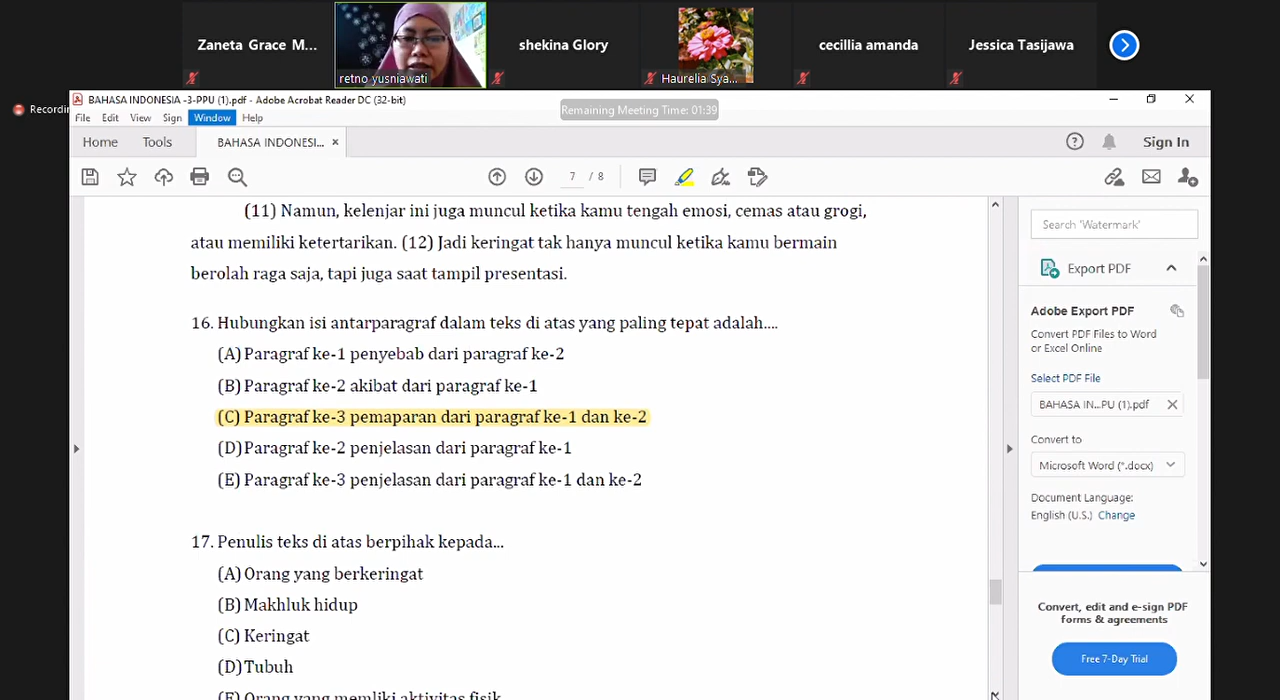 Zaneta Grace M...
retno yusniawati
shekina Glory
Haurelia Sya...
cecillia amanda
Jessica Tasijawa
Recordin
BAHASA INDONESIA -3-PPU (1).pdf - Adobe Acrobat Reader DC (32-bit)
Remaining Meeting Time: 01:39
File Edit View Sign Window Help
Home Tools BAHASA INDONESI... ×
Sign In
7 / 8
(11) Namun, kelenjar ini juga muncul ketika kamu tengah emosi, cemas atau grogi,
atau memiliki ketertarikan. (12) Jadi keringat tak hanya muncul ketika kamu bermain
berolah raga saja, tapi juga saat tampil presentasi.
16. Hubungkan isi antarparagraf dalam teks di atas yang paling tepat adalah....
(A) Paragraf ke-1 penyebab dari paragraf ke-2
(B) Paragraf ke-2 akibat dari paragraf ke-1
(C) Paragraf ke-3 pemaparan dari paragraf ke-1 dan ke-2
(D) Paragraf ke-2 penjelasan dari paragraf ke-1
(E) Paragraf ke-3 penjelasan dari paragraf ke-1 dan ke-2
17. Penulis teks di atas berpihak kepada...
(A) Orang yang berkeringat
(B) Makhluk hidup
(C) Keringat
(D) Tubuh
(E) Orang yang memliki aktivitas fisik
Search 'Watermark'
Export PDF
Adobe Export PDF
Convert PDF Files to Word
or Excel Online
Select PDF File
BAHASA IN...PU (1).pdf
Convert to
Microsoft Word (*.docx)
Document Language:
English (U.S.) Change
Convert, edit and e-sign PDF
forms & agreements
Free 7-Day Trial